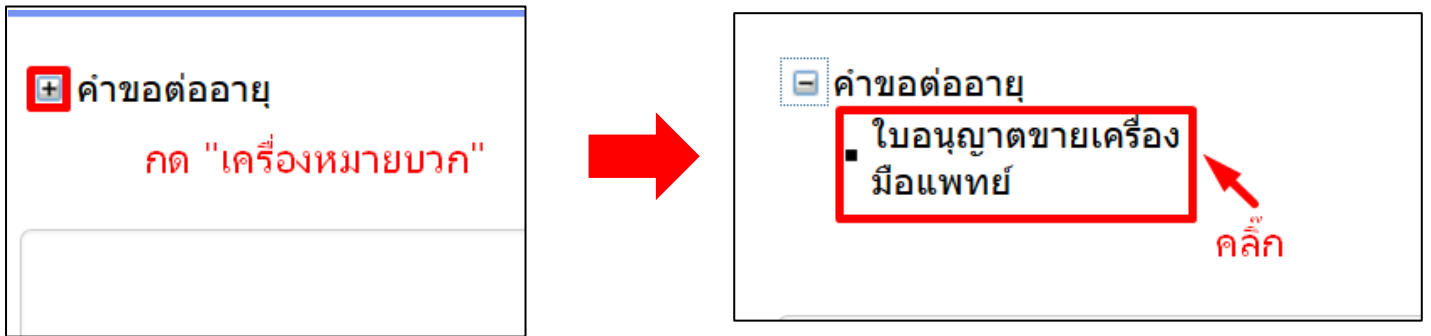 คำขอต่ออายุ
กด "เครื่องหมายบวก"
คำขอต่ออายุ
ใบอนุญาตขายเครื่อง
มือแพทย์
คลิ๊ก